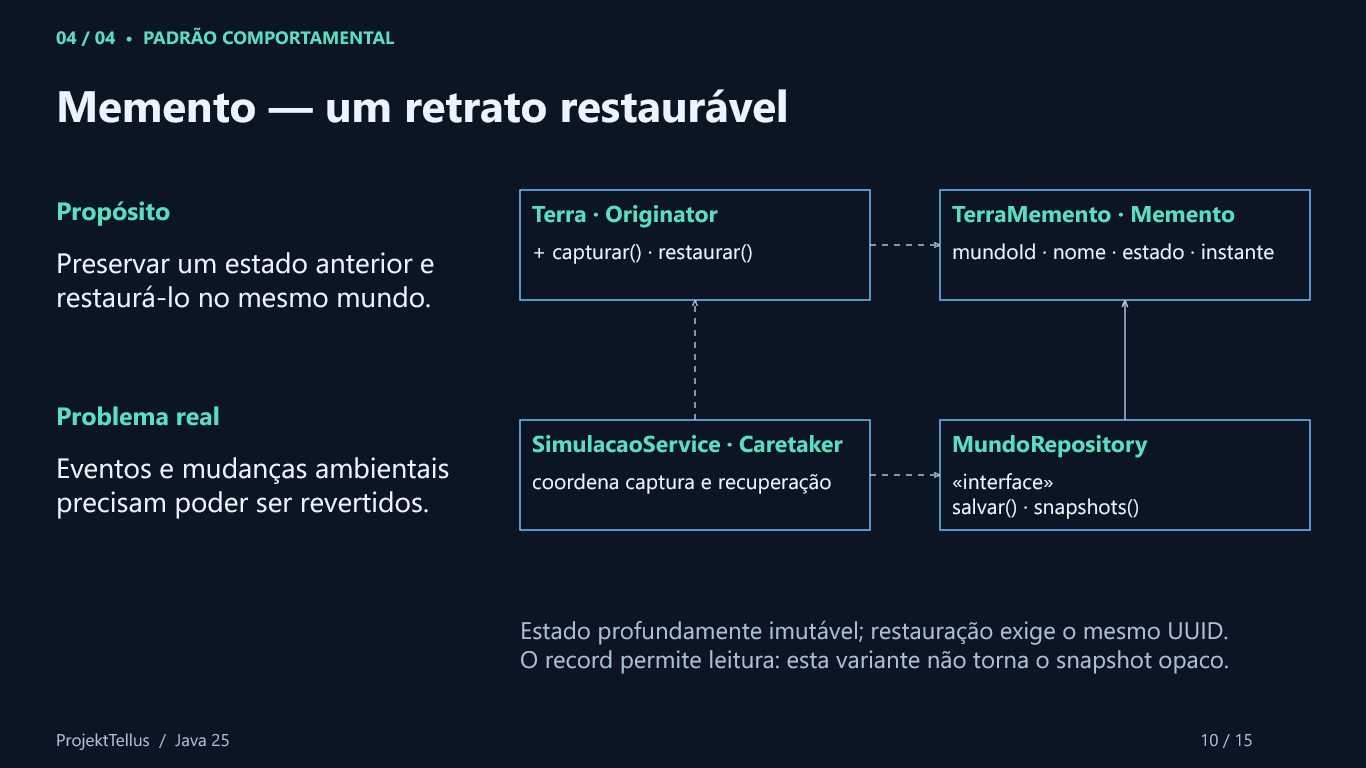 04 / 04 • PADRÃO COMPORTAMENTAL
Memento — um retrato restaurável
Propósito
Preservar um estado anterior e
restaurá-lo no mesmo mundo.
Problema real
Eventos e mudanças ambientais
precisam poder ser revertidos.
Terra · Originator
+ capturar() · restaurar()
TerraMemento · Memento
mundoId · nome · estado · instante
SimulacaoService · Caretaker
coordena captura e recuperação
MundoRepository
«interface»
salvar() · snapshots()
Estado profundamente imutável; restauração exige o mesmo UUID.
O record permite leitura: esta variante não torna o snapshot opaco.
ProjektTellus / Java 25
10 / 15